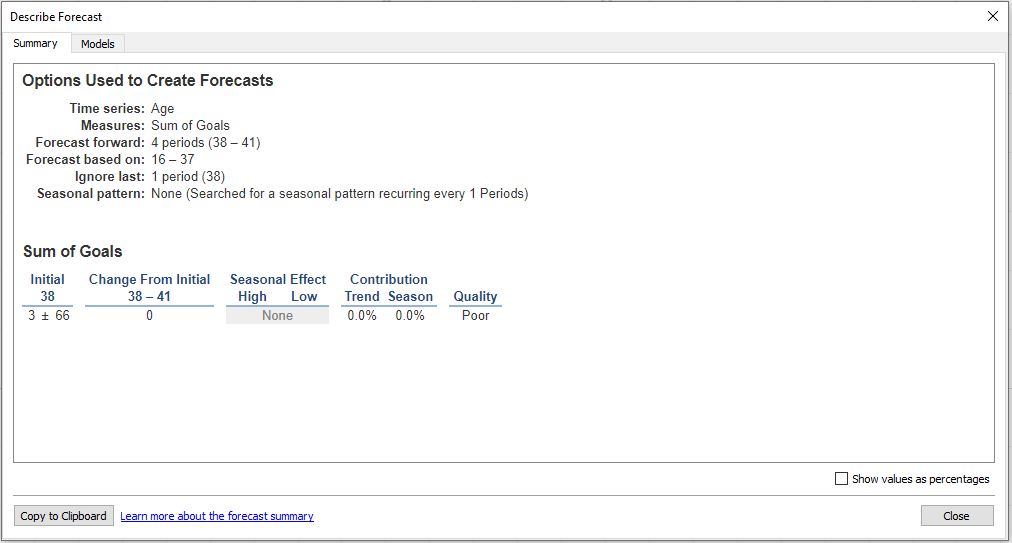 Describe Forecast
Summary Models
Options Used to Create Forecasts
Time series: Age
Measures: Sum of Goals
Forecast forward: 4 periods (38 – 41)
Forecast based on: 16 – 37
Ignore last: 1 period (38)
Seasonal pattern: None (Searched for a seasonal pattern recurring every 1 Periods)
Sum of Goals
Initial Change From Initial Seasonal Effect Contribution
38 38 – 41 High Low Trend Season Quality
3 ± 66 0 None 0.0% 0.0% Poor
Show values as percentages
Copy to Clipboard Learn more about the forecast summary Close